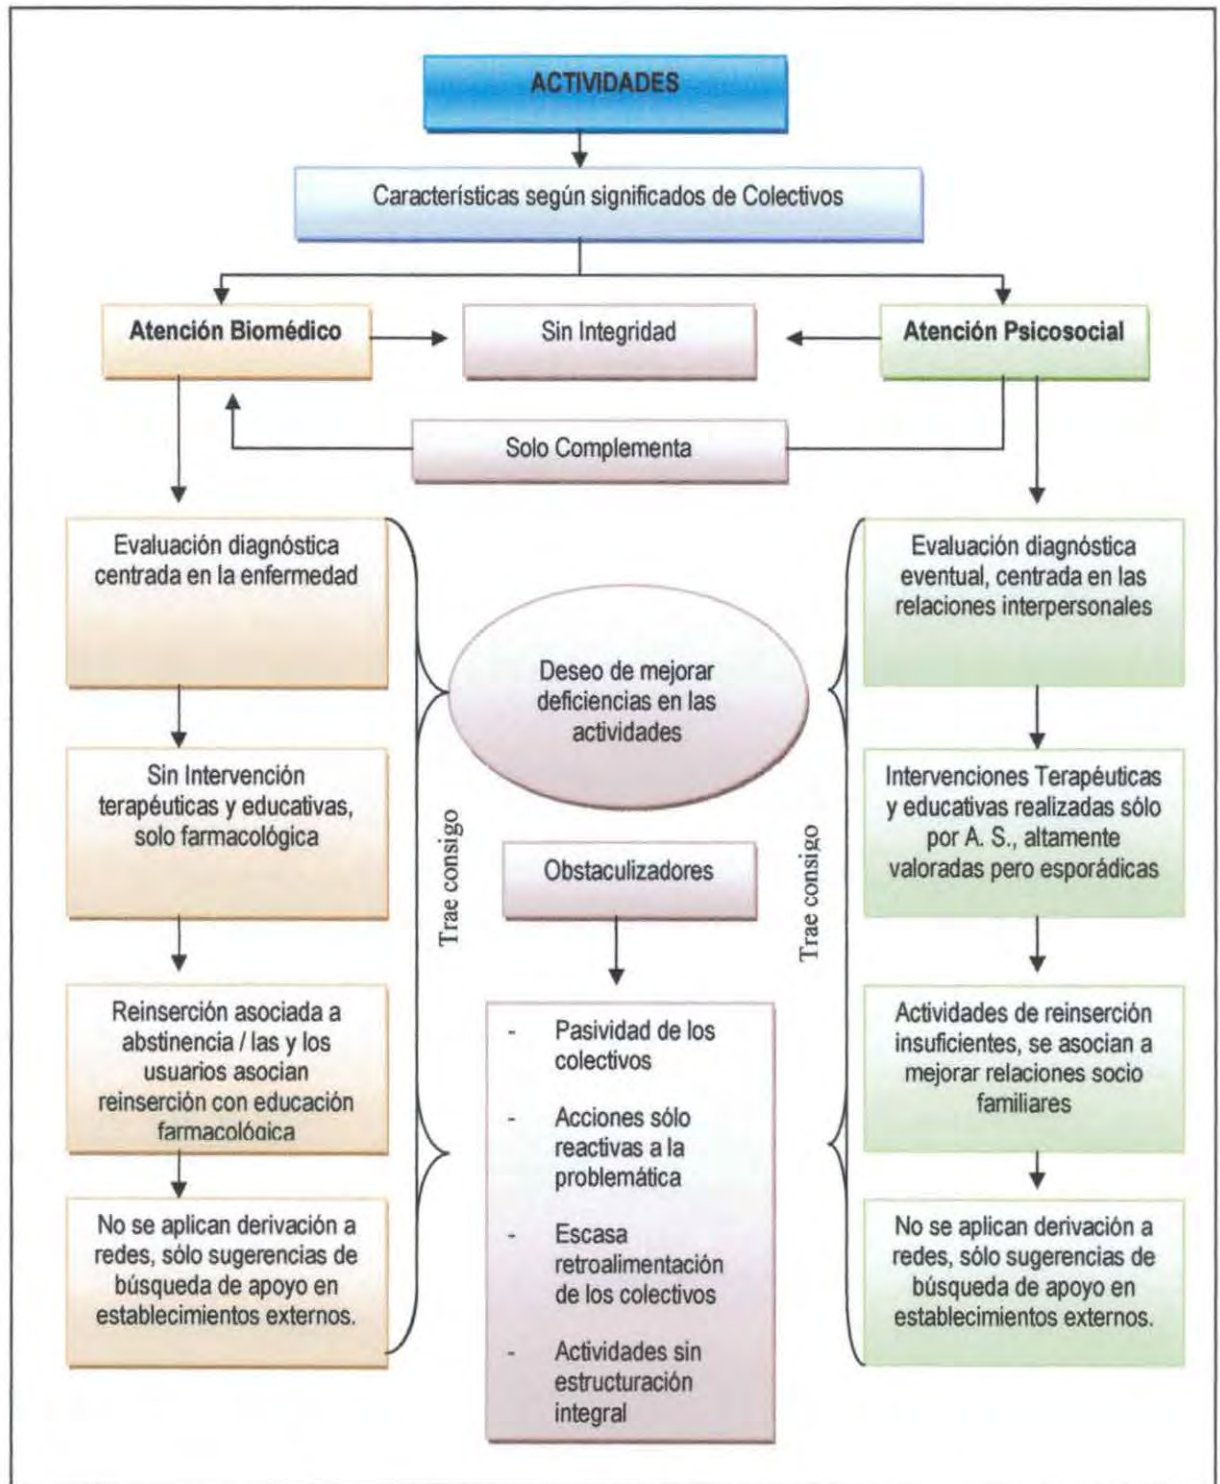 ACTIVIDADES
Características según significados de Colectivos
Atención Biomédico
Sin Integridad
Atención Psicosocial
Solo Complementa
Evaluación diagnóstica
centrada en la enfermedad
Sin Intervención
terapéuticas y educativas,
solo farmacológica
Reinserción asociada a
abstinencia / las y los
usuarios asocian
reinserción con educación
farmacológica
No se aplican derivación a
redes, sólo sugerencias de
búsqueda de apoyo en
establecimientos externos.
Trae consigo
Deseo de mejorar
deficiencias en las
actividades
Obstaculizadores
- Pasividad de los
colectivos
- Acciones sólo
reactivas a la
problemática
- Escasa
retroalimentación
de los colectivos
- Actividades sin
estructuración
integral
Trae consigo
Evaluación diagnóstica
eventual, centrada en las
relaciones interpersonales
Intervenciones Terapéuticas
y educativas realizadas sólo
por A. S., altamente
valoradas pero esporádicas
Actividades de reinserción
insuficientes, se asocian a
mejorar relaciones socio
familiares
No se aplican derivación a
redes, sólo sugerencias de
búsqueda de apoyo en
establecimientos externos.